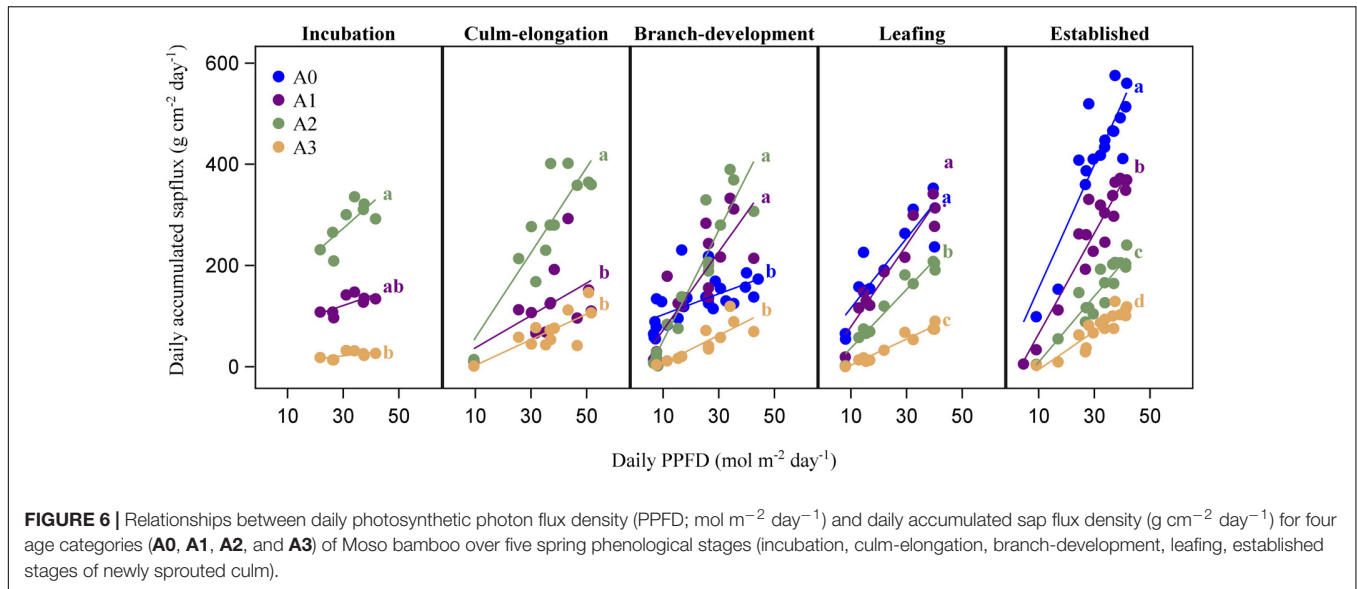 Incubation Culm-elongation Branch-development Leafing Established
Daily accumulated sapflux (g cm⁻² day⁻¹)
600
400
200
0
A0
A1
A2
A3
a
ab
b
a
b
b
a
a
b
b
a
a
b
c
a
b
c
d
10 30 50 10 30 50 10 30 50 10 30 50 10 30 50
Daily PPFD (mol m⁻² day⁻¹)
FIGURE 6 | Relationships between daily photosynthetic photon flux density (PPFD; mol m⁻² day⁻¹) and daily accumulated sap flux density (g cm⁻² day⁻¹) for four
age categories (A0, A1, A2, and A3) of Moso bamboo over five spring phenological stages (incubation, culm-elongation, branch-development, leafing, established
stages of newly sprouted culm).